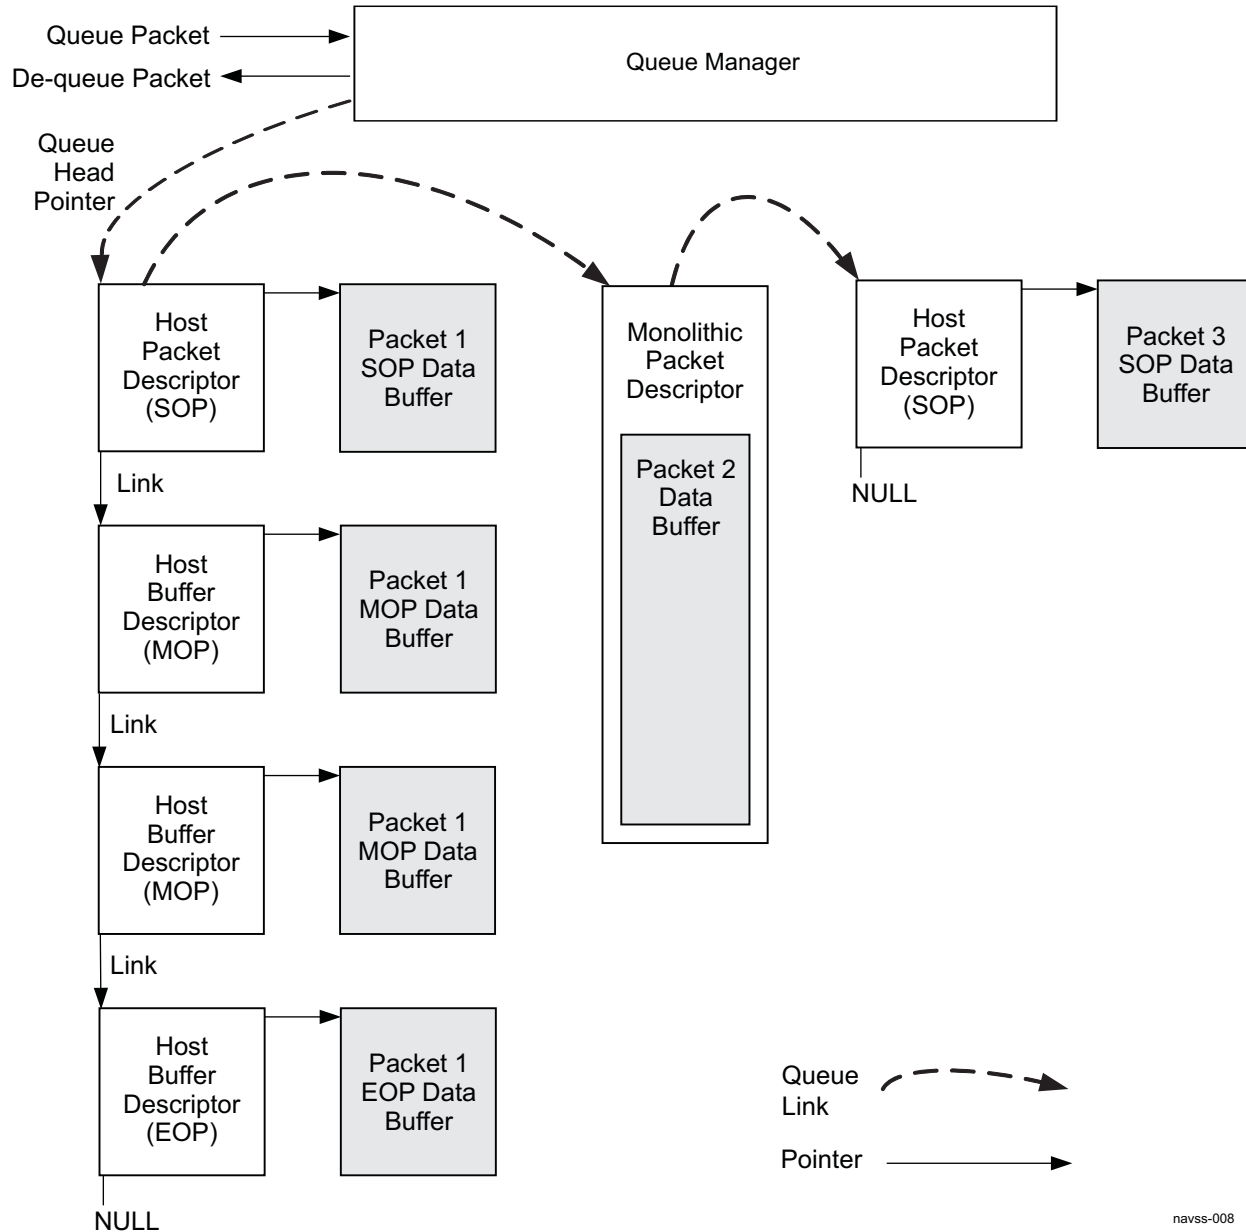 Queue Packet
De-queue Packet
Queue Manager
Queue
Head
Pointer
Host
Packet
Descriptor
(SOP)
Packet 1
SOP Data
Buffer
Monolithic
Packet
Descriptor
Packet 2
Data
Buffer
Host
Packet
Descriptor
(SOP)
Packet 3
SOP Data
Buffer
NULL
Link
Host
Buffer
Descriptor
(MOP)
Packet 1
MOP Data
Buffer
Link
Host
Buffer
Descriptor
(MOP)
Packet 1
MOP Data
Buffer
Link
Host
Buffer
Descriptor
(EOP)
Packet 1
EOP Data
Buffer
NULL
Queue
Link
Pointer
navss-008